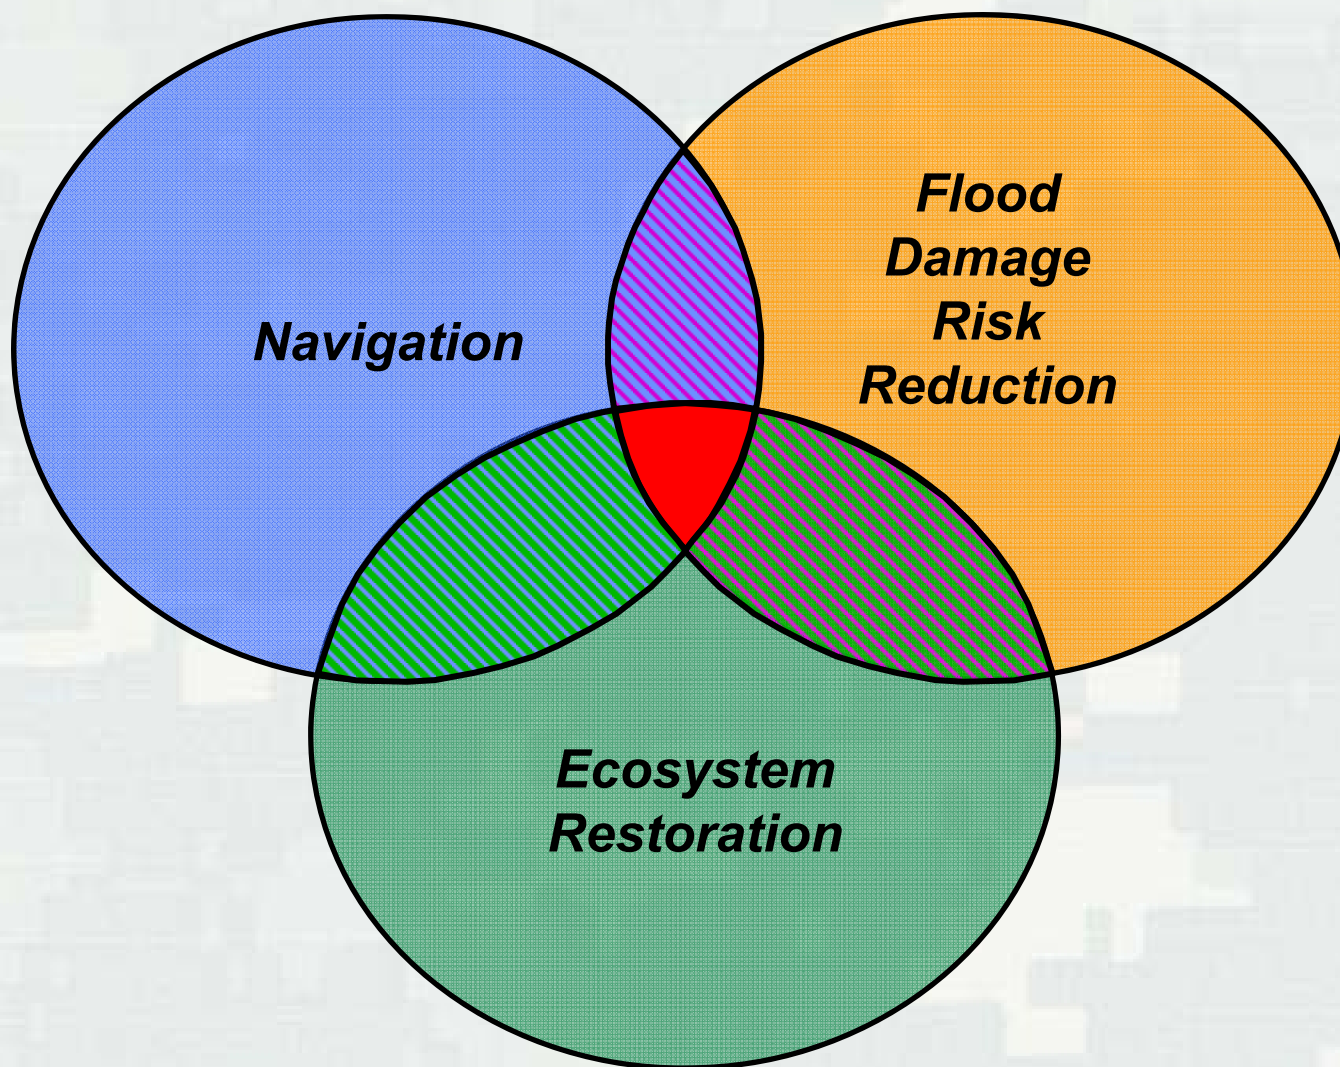 Navigation
Flood
Damage
Risk
Reduction
Ecosystem
Restoration